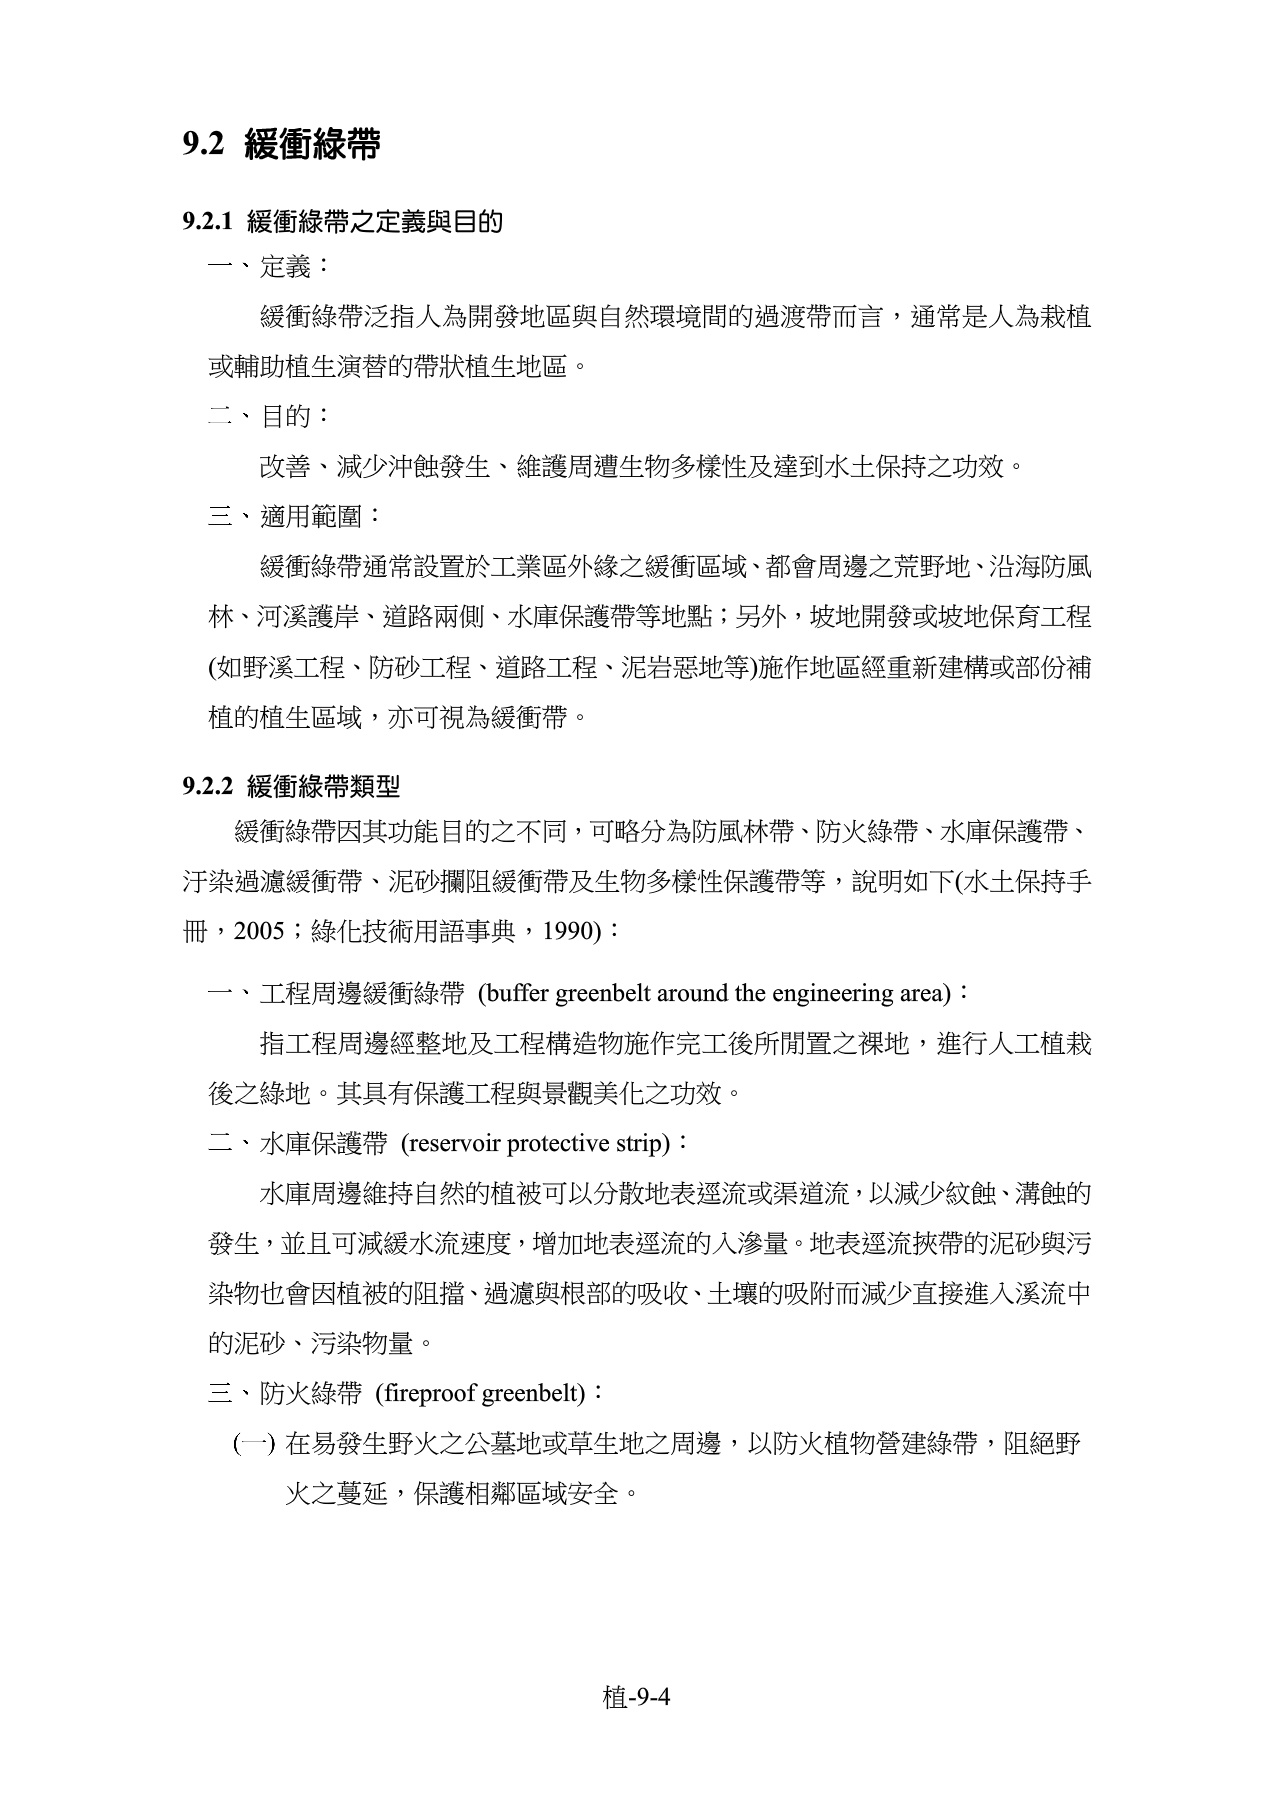 9.2 緩衝綠帶
9.2.1 緩衝綠帶之定義與目的
一、定義：
緩衝綠帶泛指人為開發地區與自然環境間的過渡帶而言，通常是人為栽植
或輔助植生演替的帶狀植生地區。
二、目的：
改善、減少沖蝕發生、維護周遭生物多樣性及達到水土保持之功效。
三、適用範圍：
緩衝綠帶通常設置於工業區外緣之緩衝區域、都會周邊之荒野地、沿海防風
林、河溪護岸、道路兩側、水庫保護帶等地點；另外，坡地開發或坡地保育工程
(如野溪工程、防砂工程、道路工程、泥岩惡地等)施作地區經重新建構或部份補
植的植生區域，亦可視為緩衝帶。
9.2.2 緩衝綠帶類型
緩衝綠帶因其功能目的之不同，可略分為防風林帶、防火綠帶、水庫保護帶、
汙染過濾緩衝帶、泥砂攔阻緩衝帶及生物多樣性保護帶等，說明如下(水土保持手
冊，2005；綠化技術用語事典，1990)：
一、工程周邊緩衝綠帶 (buffer greenbelt around the engineering area)：
指工程周邊經整地及工程構造物施作完工後所閒置之裸地，進行人工植栽
後之綠地。其具有保護工程與景觀美化之功效。
二、水庫保護帶 (reservoir protective strip)：
水庫周邊維持自然的植被可以分散地表逕流或渠道流，以減少紋蝕、溝蝕的
發生，並且可減緩水流速度，增加地表逕流的入滲量。地表逕流挾帶的泥砂與污
染物也會因植被的阻擋、過濾與根部的吸收、土壤的吸附而減少直接進入溪流中
的泥砂、污染物量。
三、防火綠帶 (fireproof greenbelt)：
(一) 在易發生野火之公墓地或草生地之周邊，以防火植物營建綠帶，阻絕野
火之蔓延，保護相鄰區域安全。
植-9-4